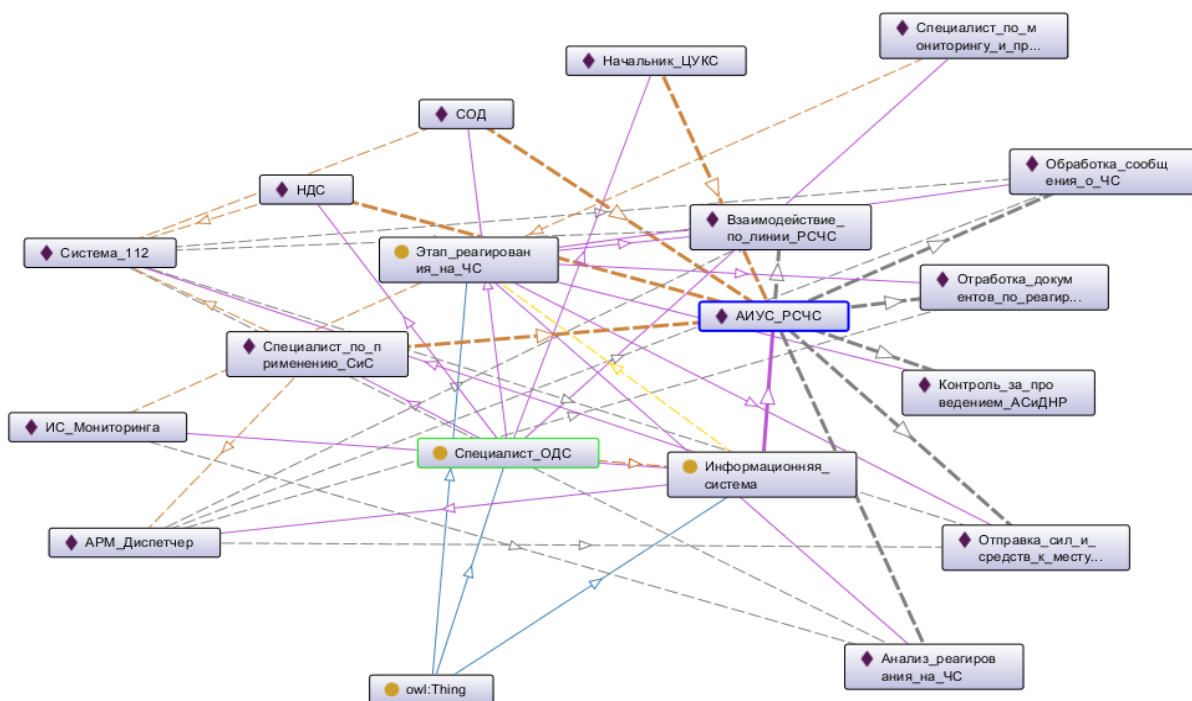 Специалист_по_м
ониторингу_и_пр...
Начальник_ЦУКС
СОД
Обработка_сообщ
ения_о_ЧС
НДС
Взаимодействие_
по_линии_РСЧС
Система_112
Этап_реагирован
ия_на_ЧС
Отработка_докум
ентов_по_реагир...
АИУС_РСЧС
Специалист_по_п
рименению_СиС
Контроль_за_про
ведением_АСиДНР
ИС_Мониторинга
Специалист_ОДС
Информационняя_
система
АРМ_Диспетчер
Отправка_сил_и_
средств_к_месту...
Анализ_реагиров
ания_на_ЧС
owl:Thing